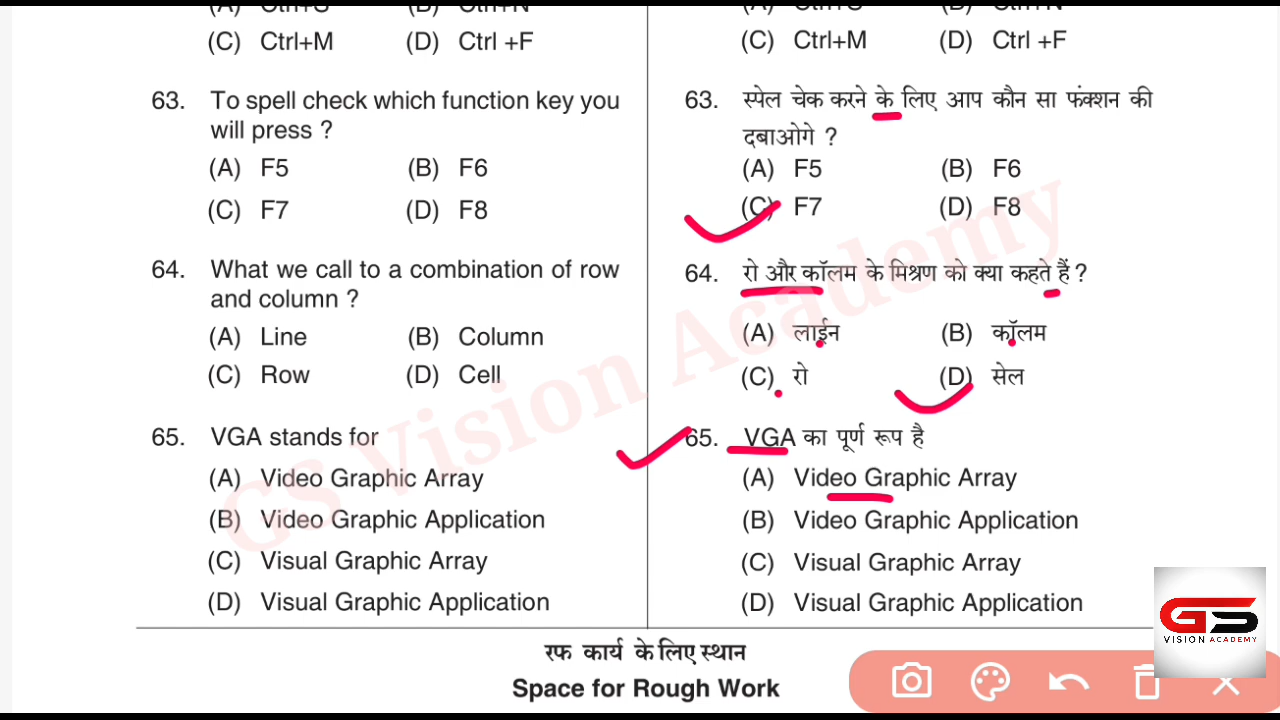 (A) Ctrl+S (B) Ctrl+N
(C) Ctrl+M (D) Ctrl +F
63. To spell check which function key you
will press ?
(A) F5 (B) F6
(C) F7 (D) F8
64. What we call to a combination of row
and column ?
(A) Line (B) Column
(C) Row (D) Cell
65. VGA stands for
(A) Video Graphic Array
(B) Video Graphic Application
(C) Visual Graphic Array
(D) Visual Graphic Application
(A) Ctrl+S (B) Ctrl+N
(C) Ctrl+M (D) Ctrl +F
63. स्पेल चेक करने के लिए आप कौन सा फंक्शन की
दबाओगे ?
(A) F5 (B) F6
(C) F7 (D) F8
64. रो और कॉलम के मिश्रण को क्या कहते हैं ?
(A) लाईन (B) कॉलम
(C) रो (D) सेल
65. VGA का पूर्ण रूप है
(A) Video Graphic Array
(B) Video Graphic Application
(C) Visual Graphic Array
(D) Visual Graphic Application
रफ कार्य के लिए स्थान
Space for Rough Work
GS Vision Academy
GS
VISION ACADEMY